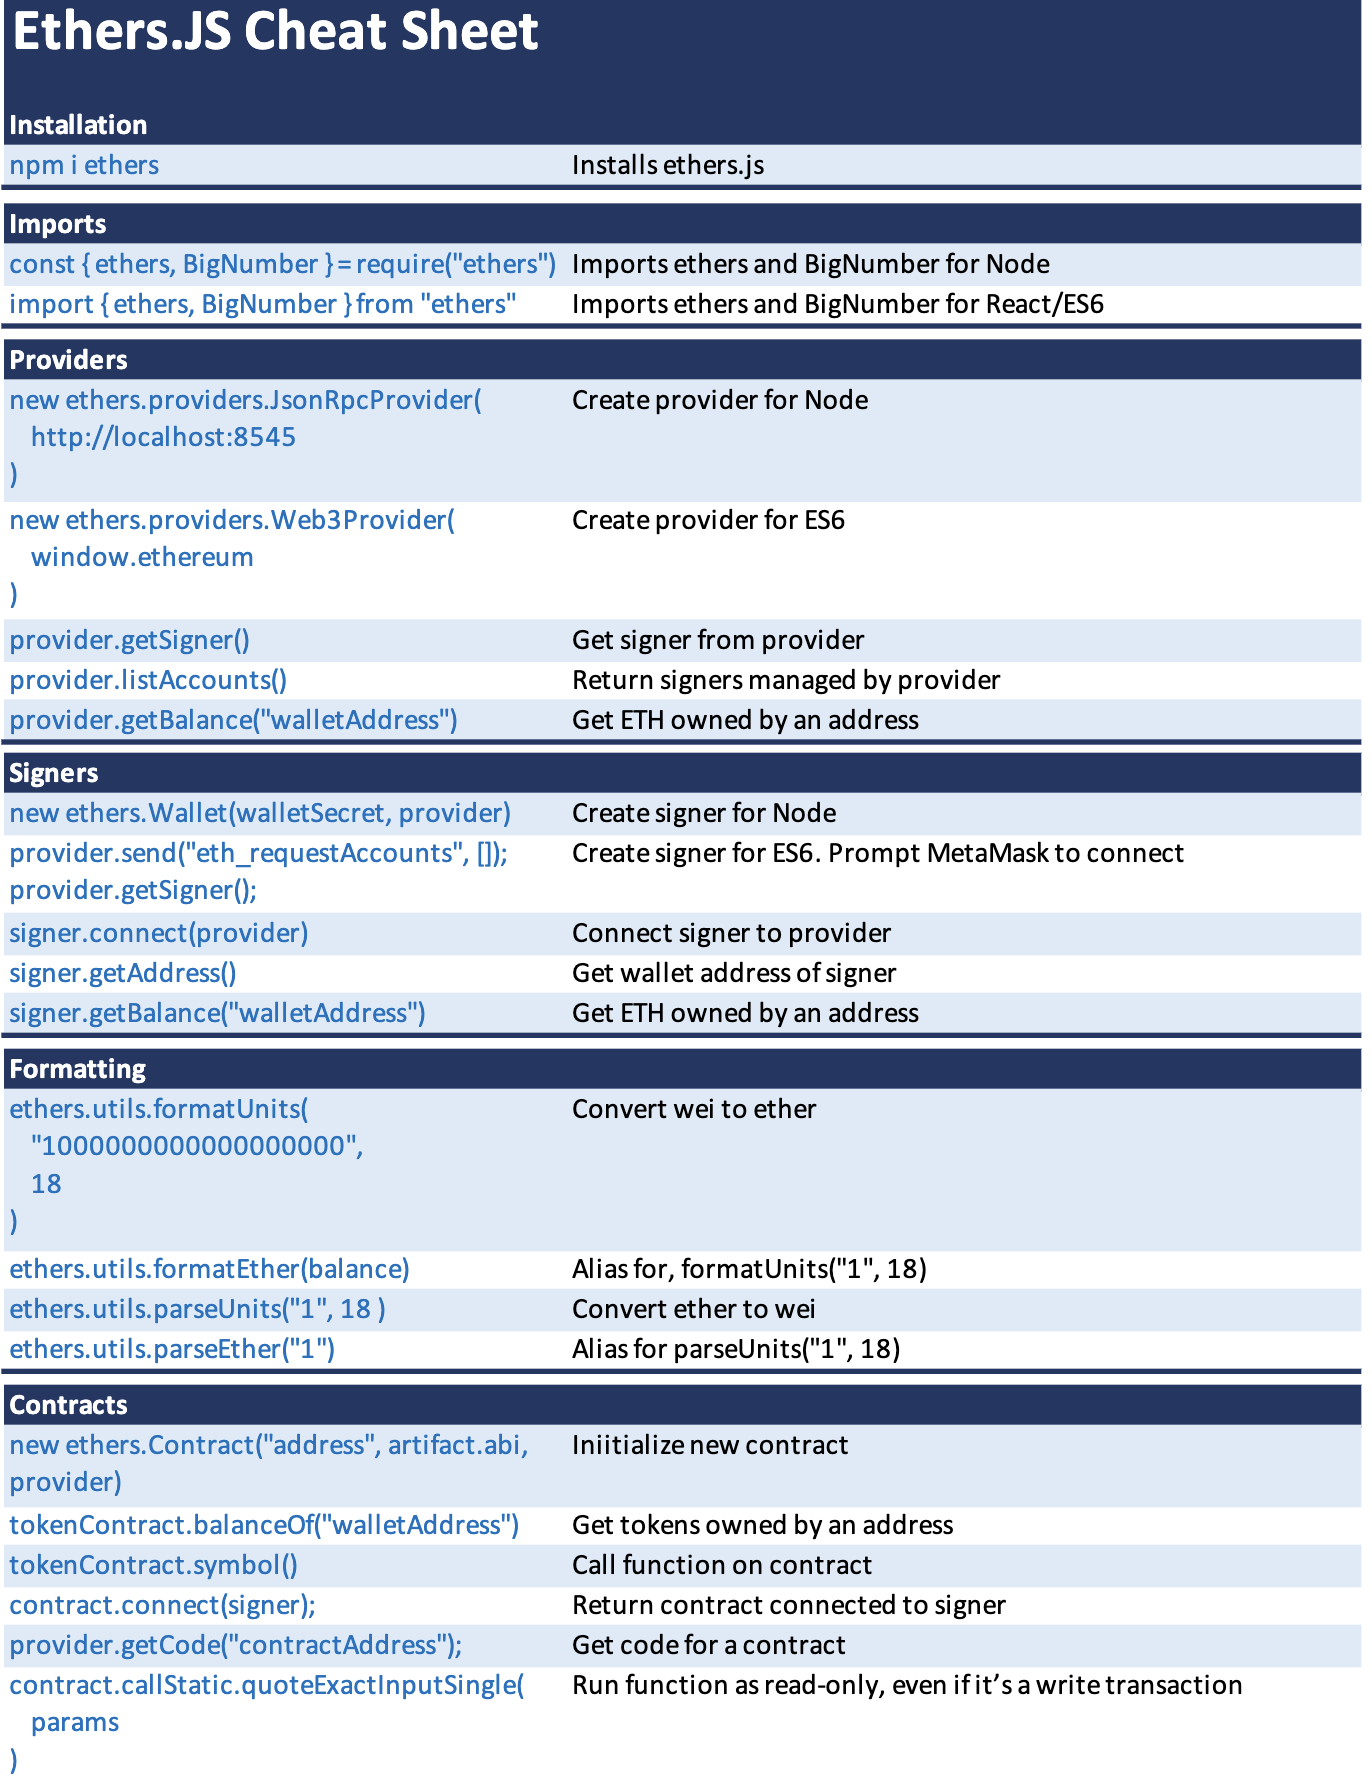 Ethers.JS Cheat Sheet
Installation
npm i ethers Installs ethers.js
Imports
const { ethers, BigNumber } = require("ethers") Imports ethers and BigNumber for Node
import { ethers, BigNumber } from "ethers" Imports ethers and BigNumber for React/ES6
Providers
new ethers.providers.JsonRpcProvider( Create provider for Node
http://localhost:8545
)
new ethers.providers.Web3Provider( Create provider for ES6
window.ethereum
)
provider.getSigner() Get signer from provider
provider.listAccounts() Return signers managed by provider
provider.getBalance("walletAddress") Get ETH owned by an address
Signers
new ethers.Wallet(walletSecret, provider) Create signer for Node
provider.send("eth_requestAccounts", []); Create signer for ES6. Prompt MetaMask to connect
provider.getSigner();
signer.connect(provider) Connect signer to provider
signer.getAddress() Get wallet address of signer
signer.getBalance("walletAddress") Get ETH owned by an address
Formatting
ethers.utils.formatUnits( Convert wei to ether
"1000000000000000000",
18
)
ethers.utils.formatEther(balance) Alias for, formatUnits("1", 18)
ethers.utils.parseUnits("1", 18 ) Convert ether to wei
ethers.utils.parseEther("1") Alias for parseUnits("1", 18)
Contracts
new ethers.Contract("address", artifact.abi, Iniitialize new contract
provider)
tokenContract.balanceOf("walletAddress") Get tokens owned by an address
tokenContract.symbol() Call function on contract
contract.connect(signer); Return contract connected to signer
provider.getCode("contractAddress"); Get code for a contract
contract.callStatic.quoteExactInputSingle( Run function as read-only, even if it’s a write transaction
params
)